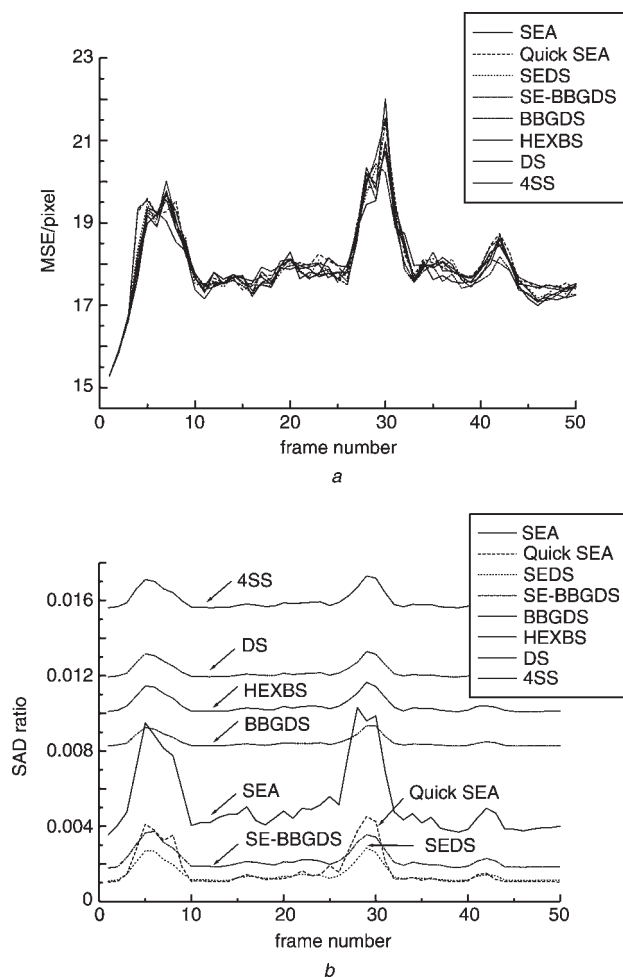 SEA
Quick SEA
SEDS
SE-BBGDS
BBGDS
HEXBS
DS
4SS
23
21
19
17
15
MSE/pixel
0 10 20 30 40 50
frame number
a
SEA
Quick SEA
SEDS
SE-BBGDS
BBGDS
HEXBS
DS
4SS
0.016
0.012
0.008
0.004
0
SAD ratio
4SS
DS
HEXBS
BBGDS
SEA
Quick SEA
SE-BBGDS
SEDS
0 10 20 30 40 50
frame number
b